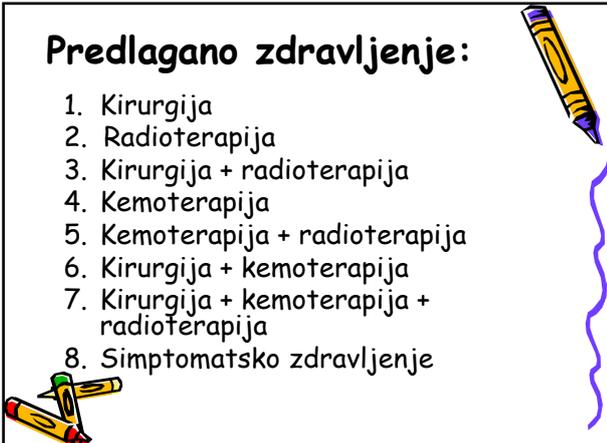 Predlagano zdravljenje:
1. Kirurgija
2. Radioterapija
3. Kirurgija + radioterapija
4. Kemoterapija
5. Kemoterapija + radioterapija
6. Kirurgija + kemoterapija
7. Kirurgija + kemoterapija +
radioterapija
8. Simptomatsko zdravljenje